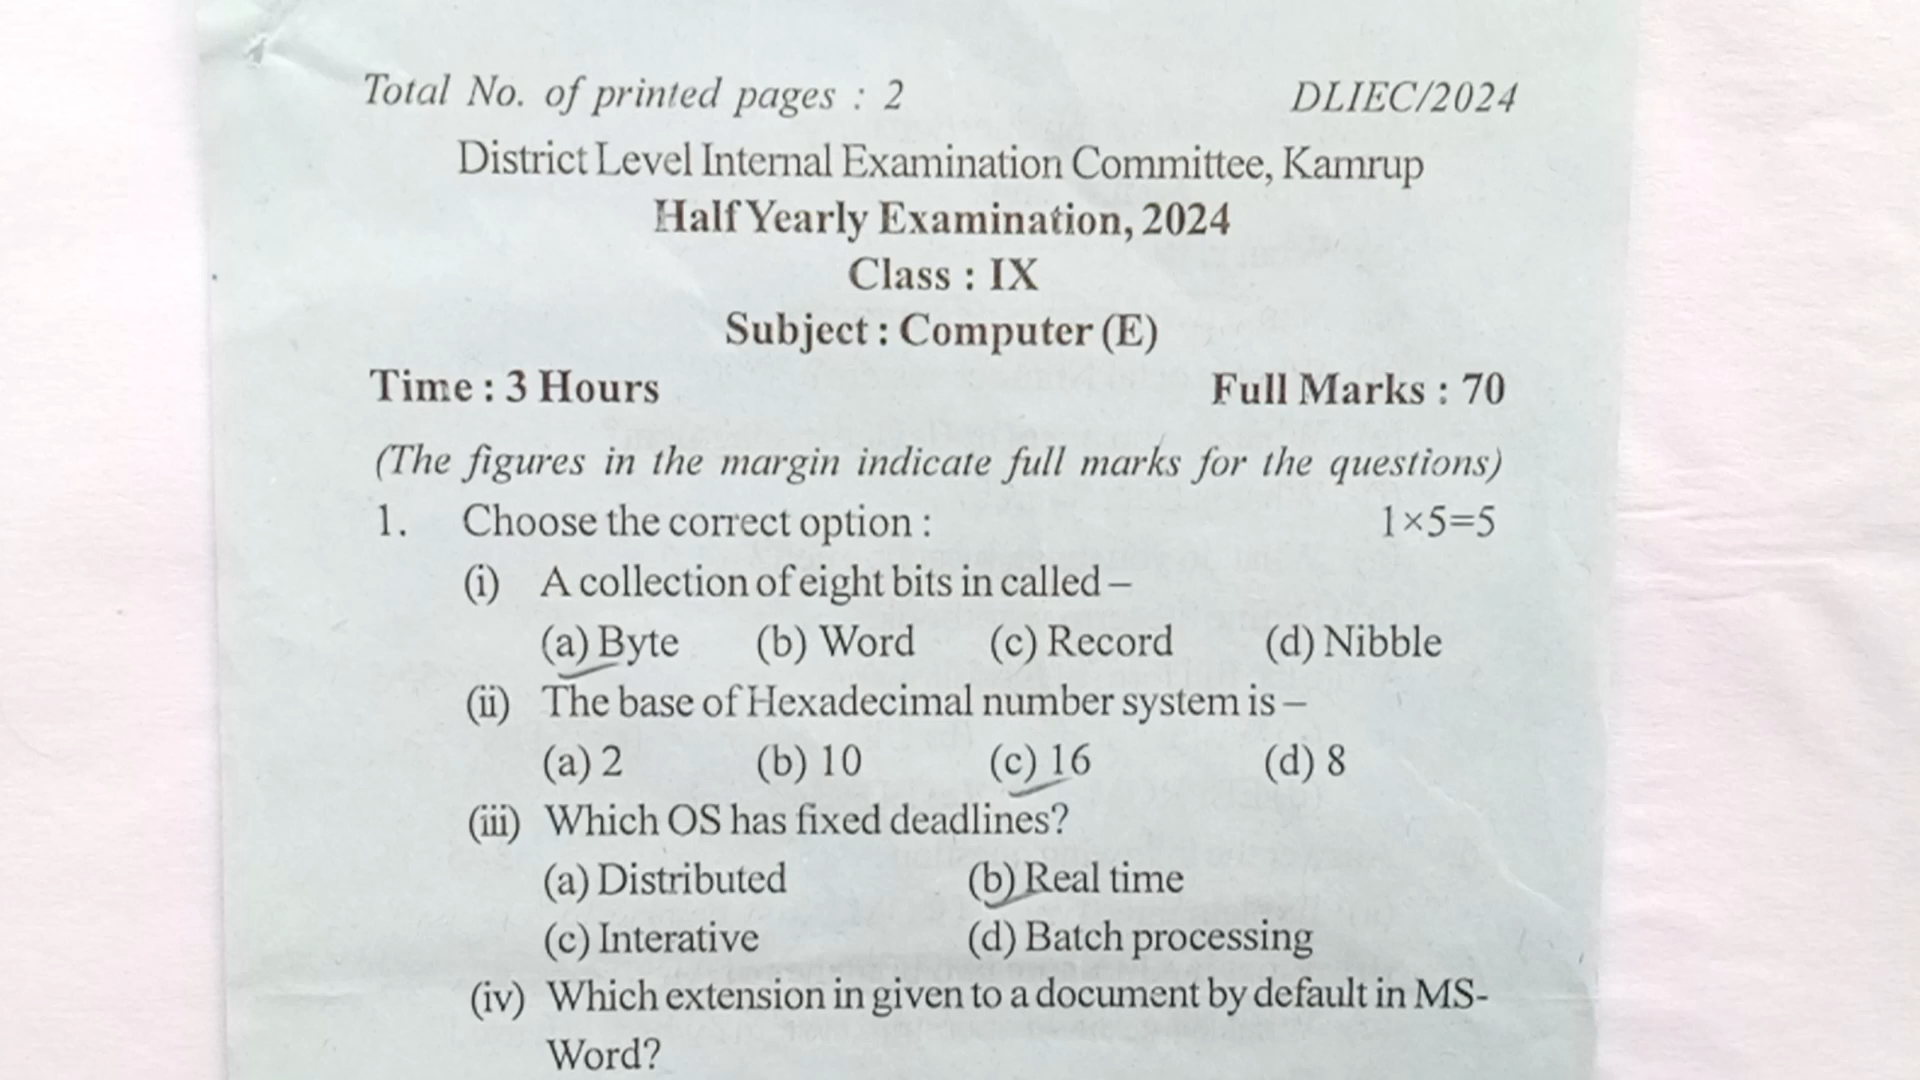 Total No. of printed pages : 2 DLIEC/2024
District Level Internal Examination Committee, Kamrup
Half Yearly Examination, 2024
Class : IX
Subject : Computer (E)
Time : 3 Hours Full Marks : 70
(The figures in the margin indicate full marks for the questions)
1. Choose the correct option : 1×5=5
(i) A collection of eight bits in called –
(a) Byte (b) Word (c) Record (d) Nibble
(ii) The base of Hexadecimal number system is –
(a) 2 (b) 10 (c) 16 (d) 8
(iii) Which OS has fixed deadlines?
(a) Distributed (b) Real time
(c) Interative (d) Batch processing
(iv) Which extension in given to a document by default in MS-
Word?